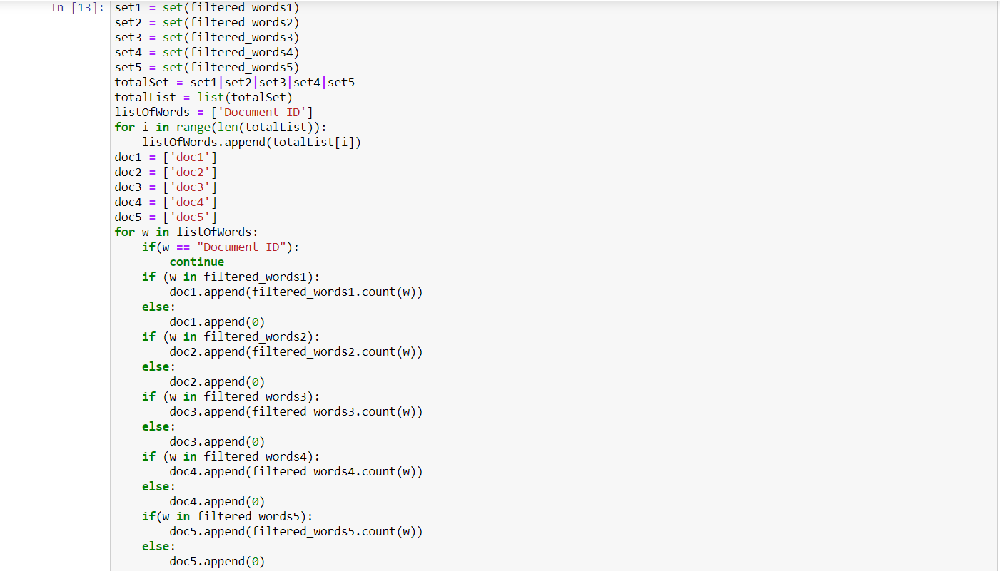 In [13]: set1 = set(filtered_words1)
set2 = set(filtered_words2)
set3 = set(filtered_words3)
set4 = set(filtered_words4)
set5 = set(filtered_words5)
totalSet = set1|set2|set3|set4|set5
totalList = list(totalSet)
listOfWords = ['Document ID']
for i in range(len(totalList)):
    listOfWords.append(totalList[i])
doc1 = ['doc1']
doc2 = ['doc2']
doc3 = ['doc3']
doc4 = ['doc4']
doc5 = ['doc5']
for w in listOfWords:
    if(w == "Document ID"):
        continue
    if (w in filtered_words1):
        doc1.append(filtered_words1.count(w))
    else:
        doc1.append(0)
    if (w in filtered_words2):
        doc2.append(filtered_words2.count(w))
    else:
        doc2.append(0)
    if (w in filtered_words3):
        doc3.append(filtered_words3.count(w))
    else:
        doc3.append(0)
    if (w in filtered_words4):
        doc4.append(filtered_words4.count(w))
    else:
        doc4.append(0)
    if(w in filtered_words5):
        doc5.append(filtered_words5.count(w))
    else:
        doc5.append(0)